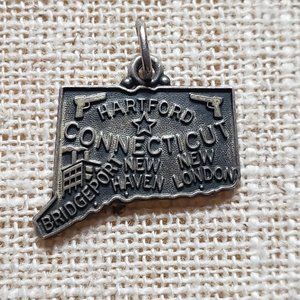 HARTFORD
CONNECTICUT
NEW NEW
HAVEN LONDON
BRIDGEPORT